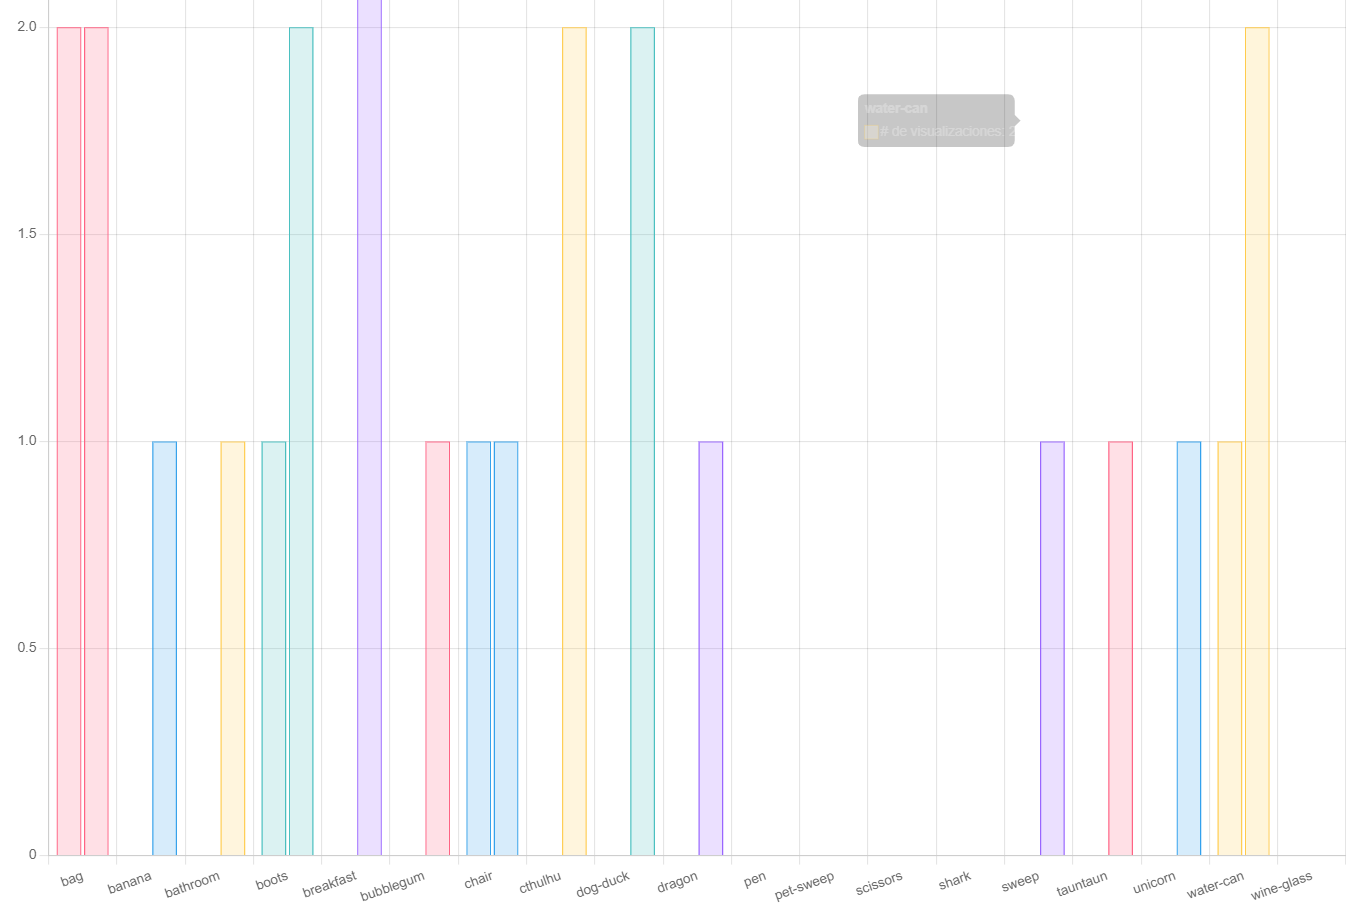 2.0
water-can
# de visualizaciones: 2
1.5
1.0
0.5
0
bag
banana
bathroom
boots
breakfast
bubblegum
chair
cthulhu
dog-duck
dragon
pen
pet-sweep
scissors
shark
sweep
tauntaun
unicorn
water-can
wine-glass